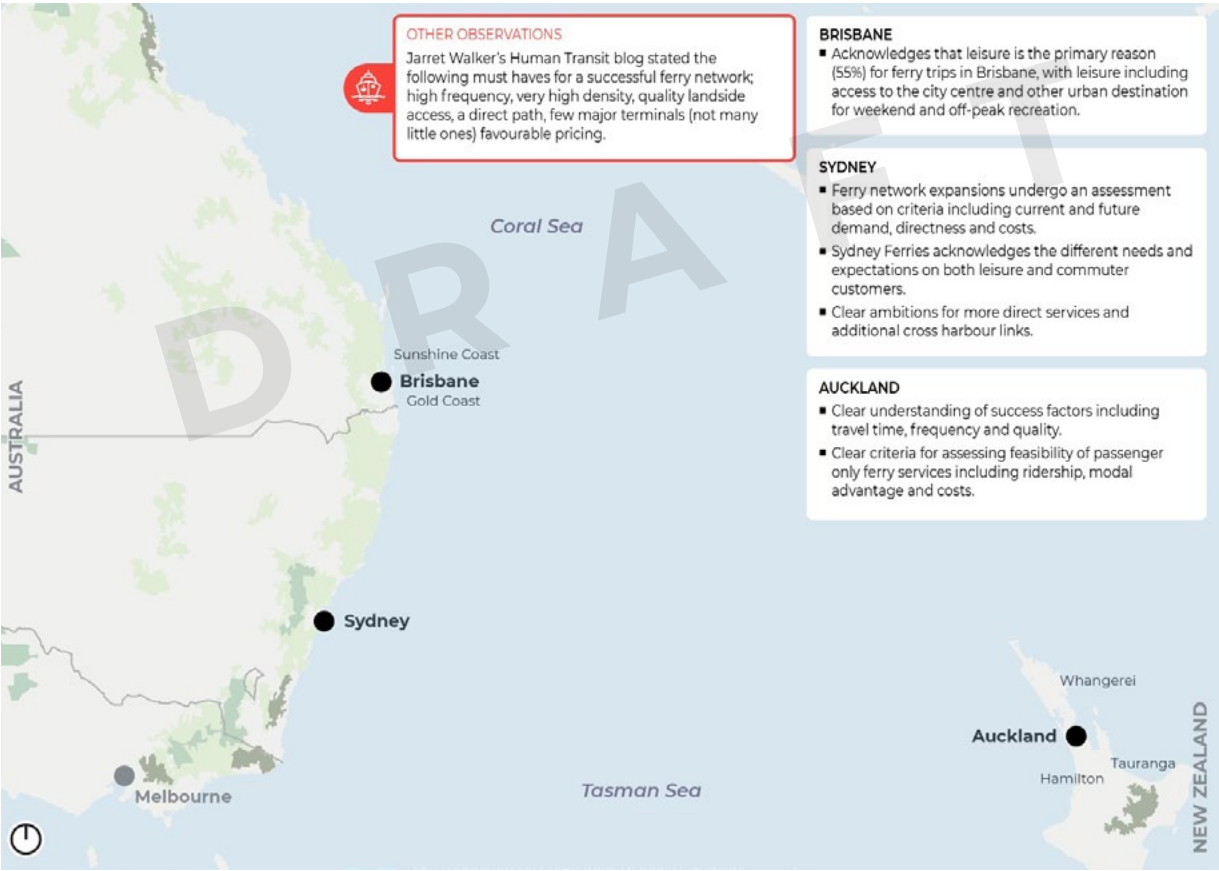 OTHER OBSERVATIONS
Jarret Walker's Human Transit blog stated the
following must haves for a successful ferry network;
high frequency, very high density, quality landside
access, a direct path, few major terminals (not many
little ones) favourable pricing.
BRISBANE
▪ Acknowledges that leisure is the primary reason
(55%) for ferry trips in Brisbane, with leisure including
access to the city centre and other urban destination
for weekend and off-peak recreation.
SYDNEY
▪ Ferry network expansions undergo an assessment
based on criteria including current and future
demand, directness and costs.
▪ Sydney Ferries acknowledges the different needs and
expectations on both leisure and commuter
customers.
▪ Clear ambitions for more direct services and
additional cross harbour links.
AUCKLAND
▪ Clear understanding of success factors including
travel time, frequency and quality.
▪ Clear criteria for assessing feasibility of passenger
only ferry services including ridership, modal
advantage and costs.
DRAFT
Coral Sea
Sunshine Coast
Brisbane
Gold Coast
AUSTRALIA
Sydney
Melbourne
Tasman Sea
Whangerei
Auckland
Tauranga
Hamilton
NEW ZEALAND